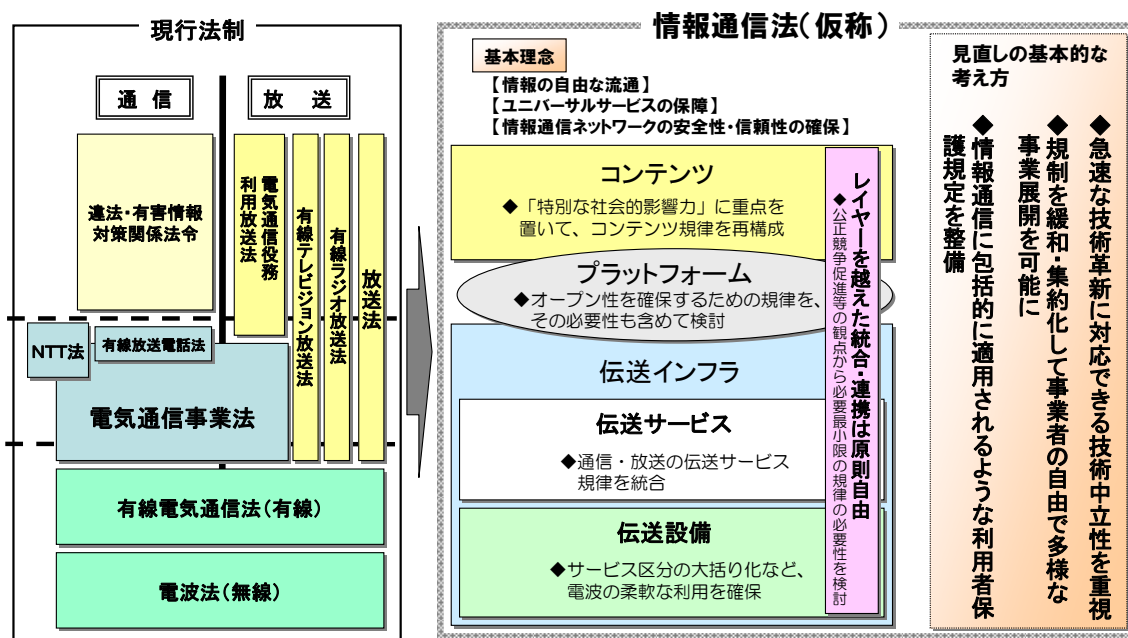 現行法制
通信
放送
違法・有害情報
対策関係法令
電気通信役務
利用放送法
有線テレビジョン放送法
有線ラジオ放送法
放送法
NTT法
有線放送電話法
電気通信事業法
有線電気通信法(有線)
電波法(無線)
情報通信法(仮称)
基本理念
【情報の自由な流通】
【ユニバーサルサービスの保障】
【情報通信ネットワークの安全性・信頼性の確保】
コンテンツ
◆「特別な社会的影響力」に重点を
置いて、コンテンツ規律を再構成
プラットフォーム
◆オープン性を確保するための規律を、
その必要性も含めて検討
伝送インフラ
伝送サービス
◆通信・放送の伝送サービス
規律を統合
伝送設備
◆サービス区分の大括り化など、
電波の柔軟な利用を確保
レイヤーを越えた統合・連携は原則自由
◆公正競争促進等の観点から必要最小限の規律の必要性を検討
見直しの基本的な
考え方
◆急速な技術革新に対応できる技術中立性を重視
◆規制を緩和・集約化して事業者の自由で多様な
事業展開を可能に
◆情報通信に包括的に適用されるような利用者保
護規定を整備